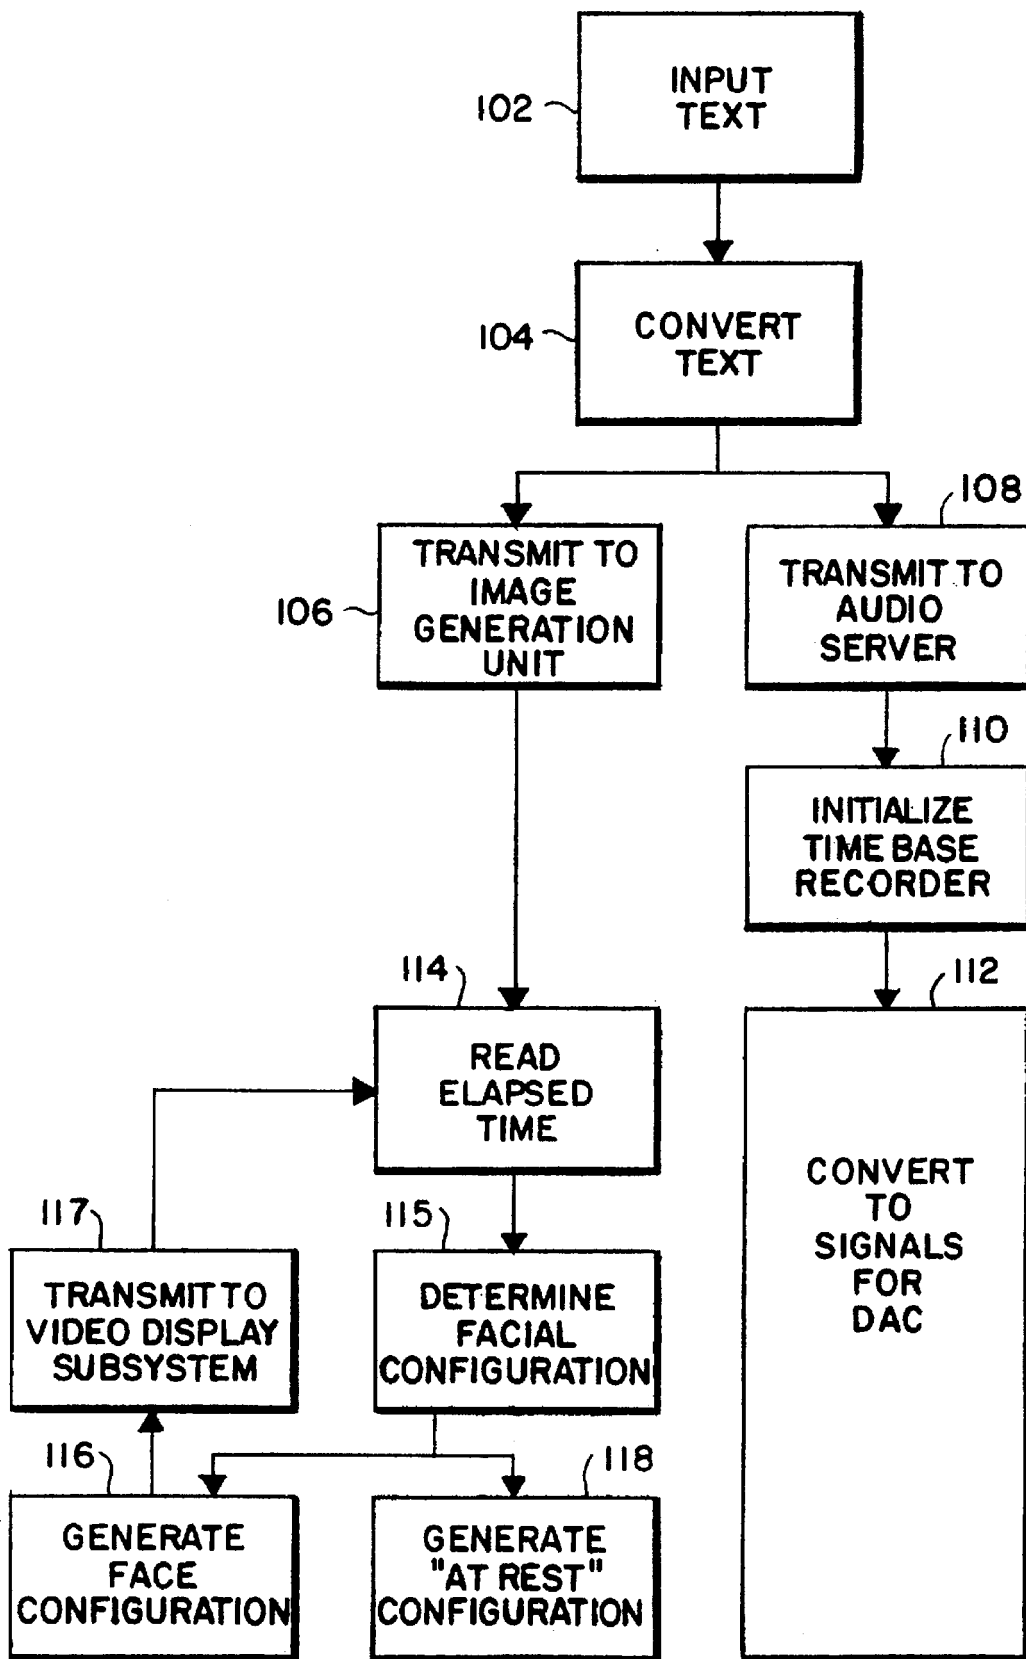 102
INPUT
TEXT
104
CONVERT
TEXT
106
TRANSMIT TO
IMAGE
GENERATION
UNIT
108
TRANSMIT TO
AUDIO
SERVER
110
INITIALIZE
TIME BASE
RECORDER
112
CONVERT
TO
SIGNALS
FOR
DAC
114
READ
ELAPSED
TIME
115
DETERMINE
FACIAL
CONFIGURATION
117
TRANSMIT TO
VIDEO DISPLAY
SUBSYSTEM
116
GENERATE
FACE
CONFIGURATION
118
GENERATE
"AT REST"
CONFIGURATION